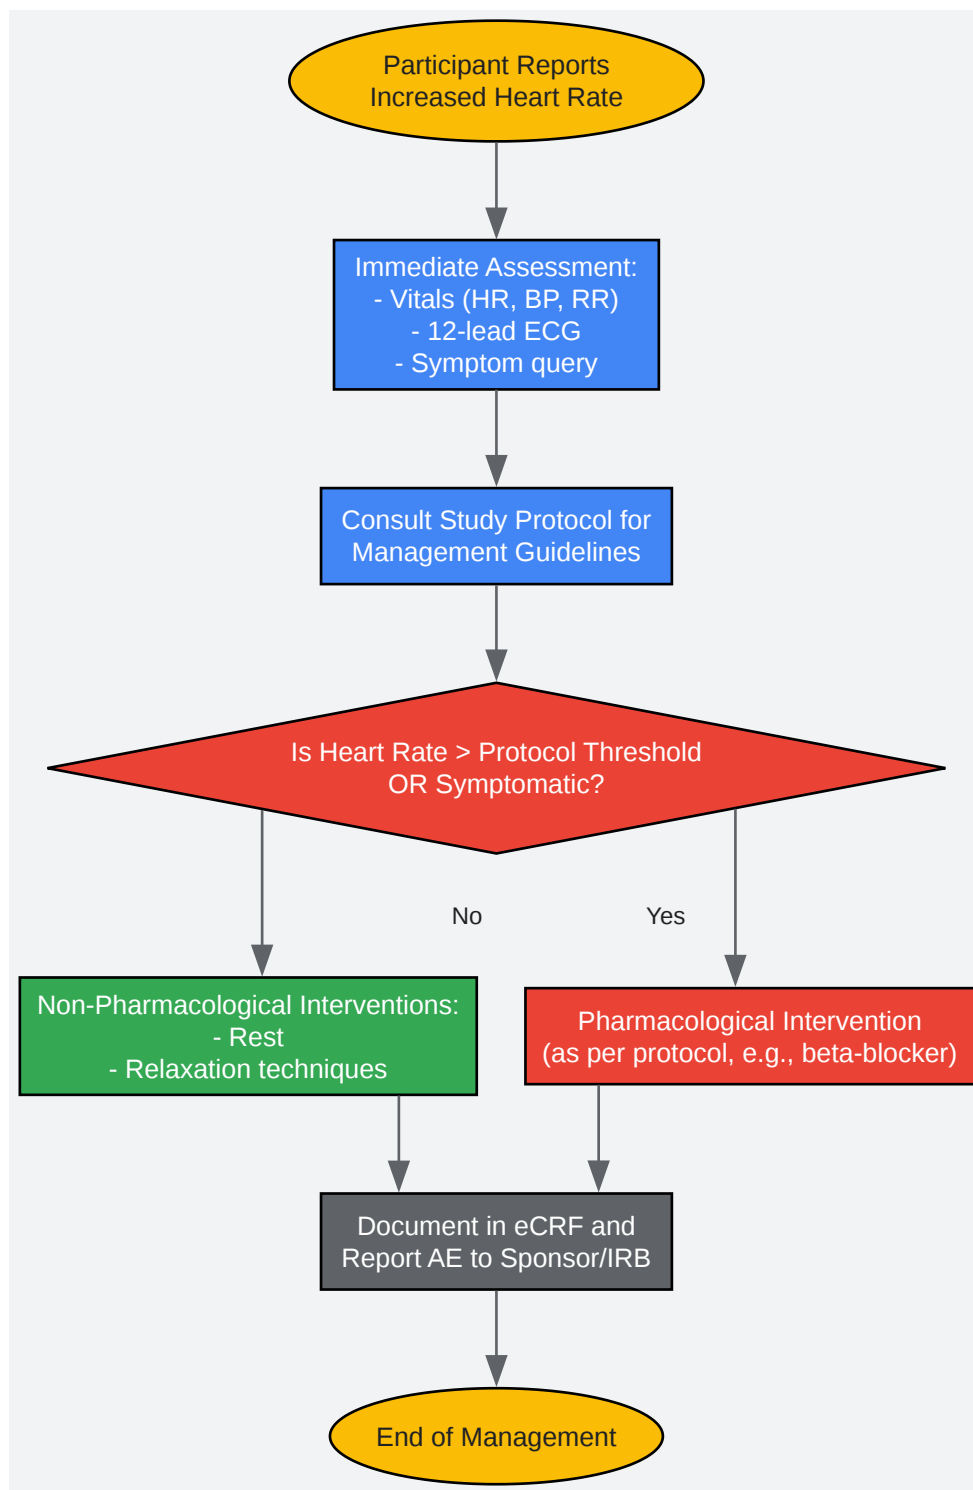 Participant Reports
Increased Heart Rate
Immediate Assessment:
- Vitals (HR, BP, RR)
- 12-lead ECG
- Symptom query
Consult Study Protocol for
Management Guidelines
Is Heart Rate > Protocol Threshold
OR Symptomatic?
No
Yes
Non-Pharmacological Interventions:
- Rest
- Relaxation techniques
Pharmacological Intervention
(as per protocol, e.g., beta-blocker)
Document in eCRF and
Report AE to Sponsor/IRB
End of Management